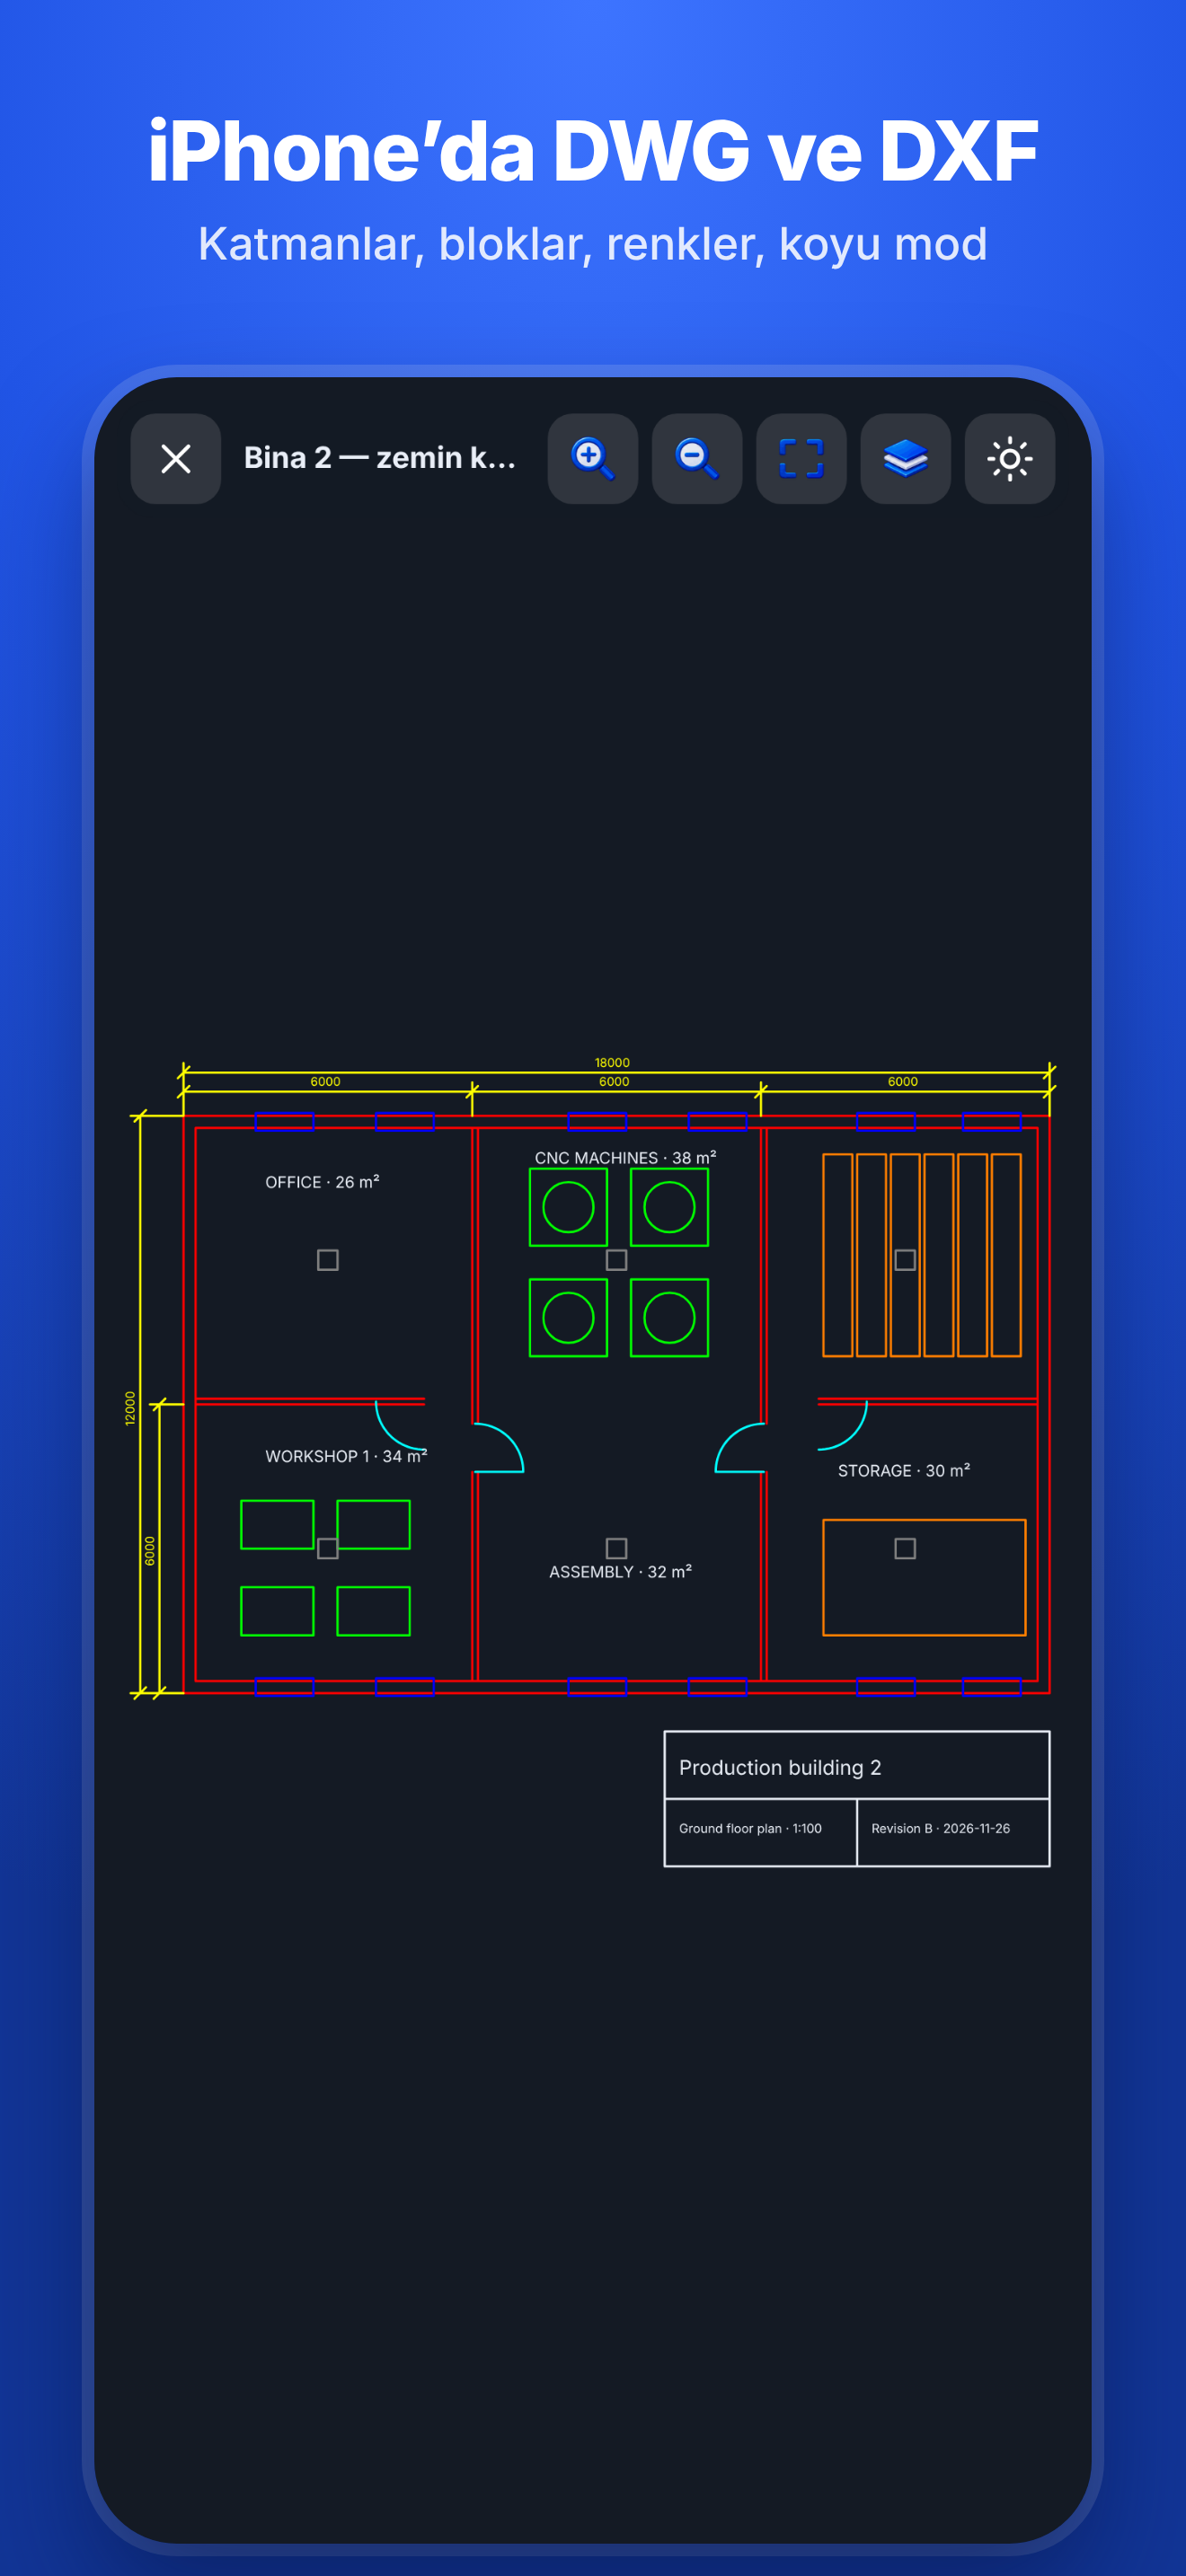 iPhone’da DWG ve DXF
Katmanlar, bloklar, renkler, koyu mod
Bina 2 — zemin k...
18000
6000 6000 6000
CNC MACHINES · 38 m²
OFFICE · 26 m²
12000
WORKSHOP 1 · 34 m²
STORAGE · 30 m²
6000
ASSEMBLY · 32 m²
Production building 2
Ground floor plan · 1:100 Revision B · 2026-11-26